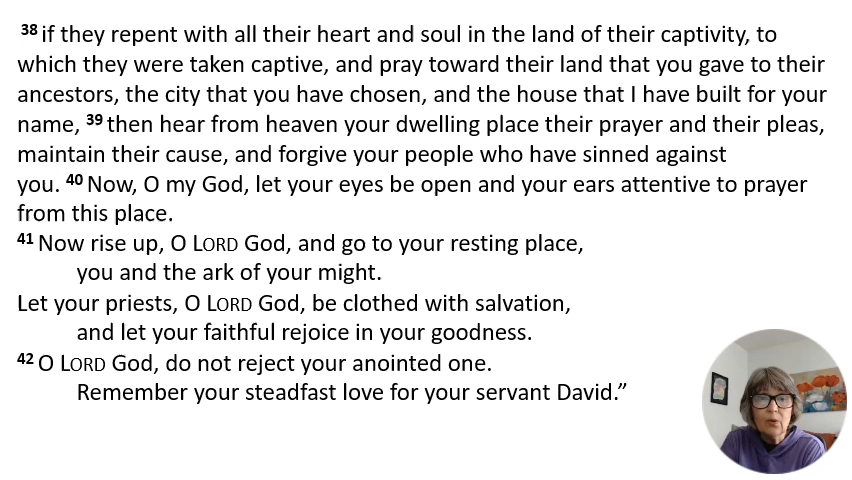 38 if they repent with all their heart and soul in the land of their captivity, to
which they were taken captive, and pray toward their land that you gave to their
ancestors, the city that you have chosen, and the house that I have built for your
name, 39 then hear from heaven your dwelling place their prayer and their pleas,
maintain their cause, and forgive your people who have sinned against
you. 40 Now, O my God, let your eyes be open and your ears attentive to prayer
from this place.
41 Now rise up, O LORD God, and go to your resting place,
you and the ark of your might.
Let your priests, O LORD God, be clothed with salvation,
and let your faithful rejoice in your goodness.
42 O LORD God, do not reject your anointed one.
Remember your steadfast love for your servant David.”